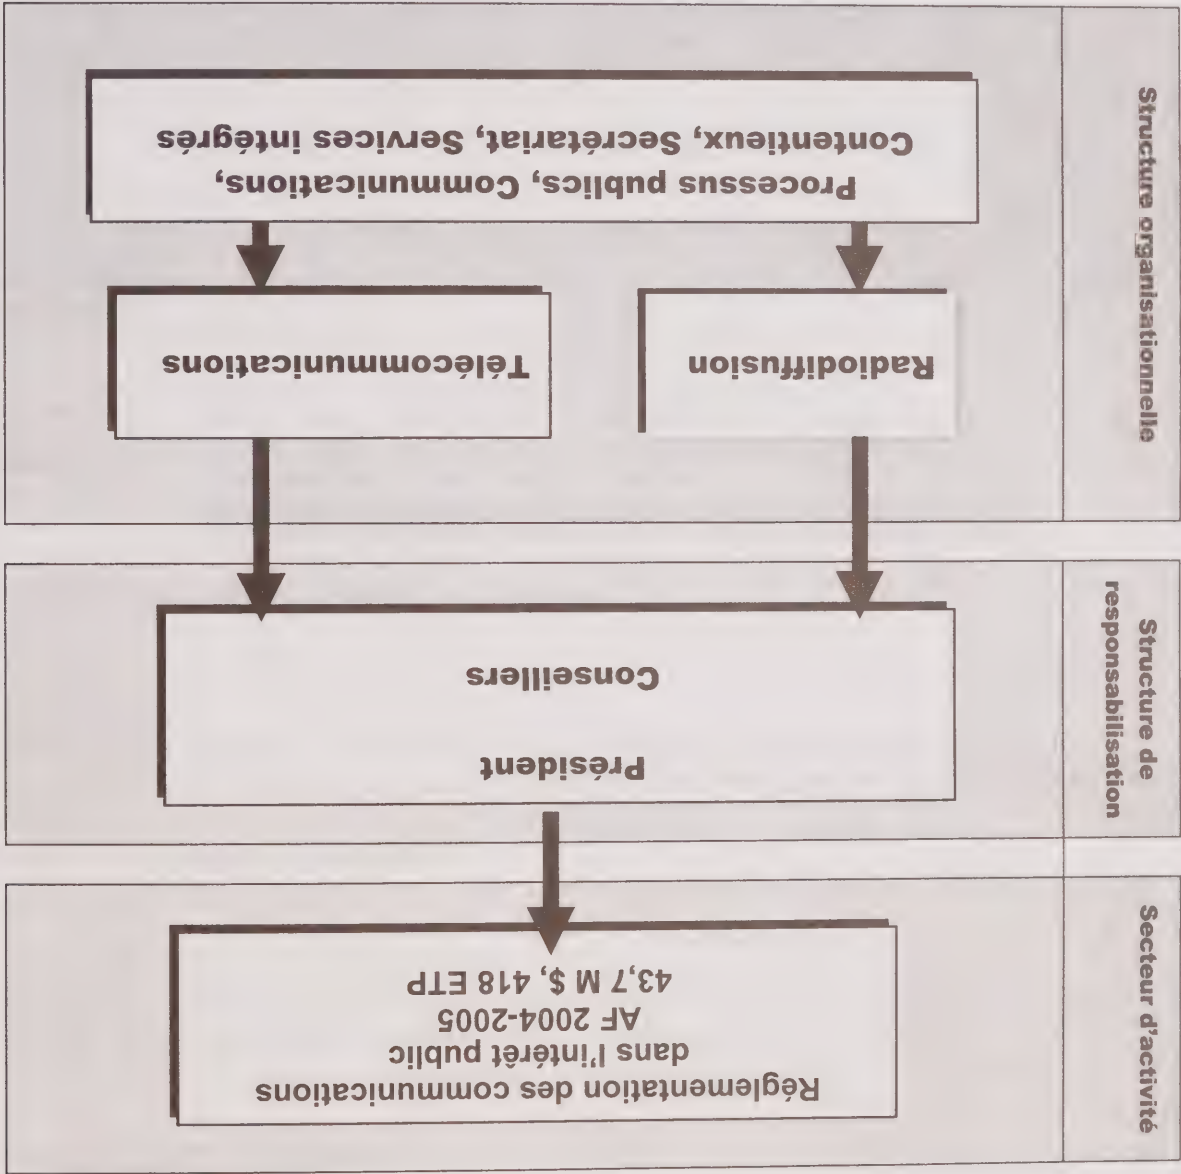 Secteur d'activité
Réglementation des communications
dans l'intérêt public
AF 2004-2005
43,7 M $, 418 ETP
Structure de
responsabilisation
Président
Conseillers
Structure organisationnelle
Radiodiffusion
Télécommunications
Processus publics, Communications,
Contentieux, Secrétariat, Services intégrés